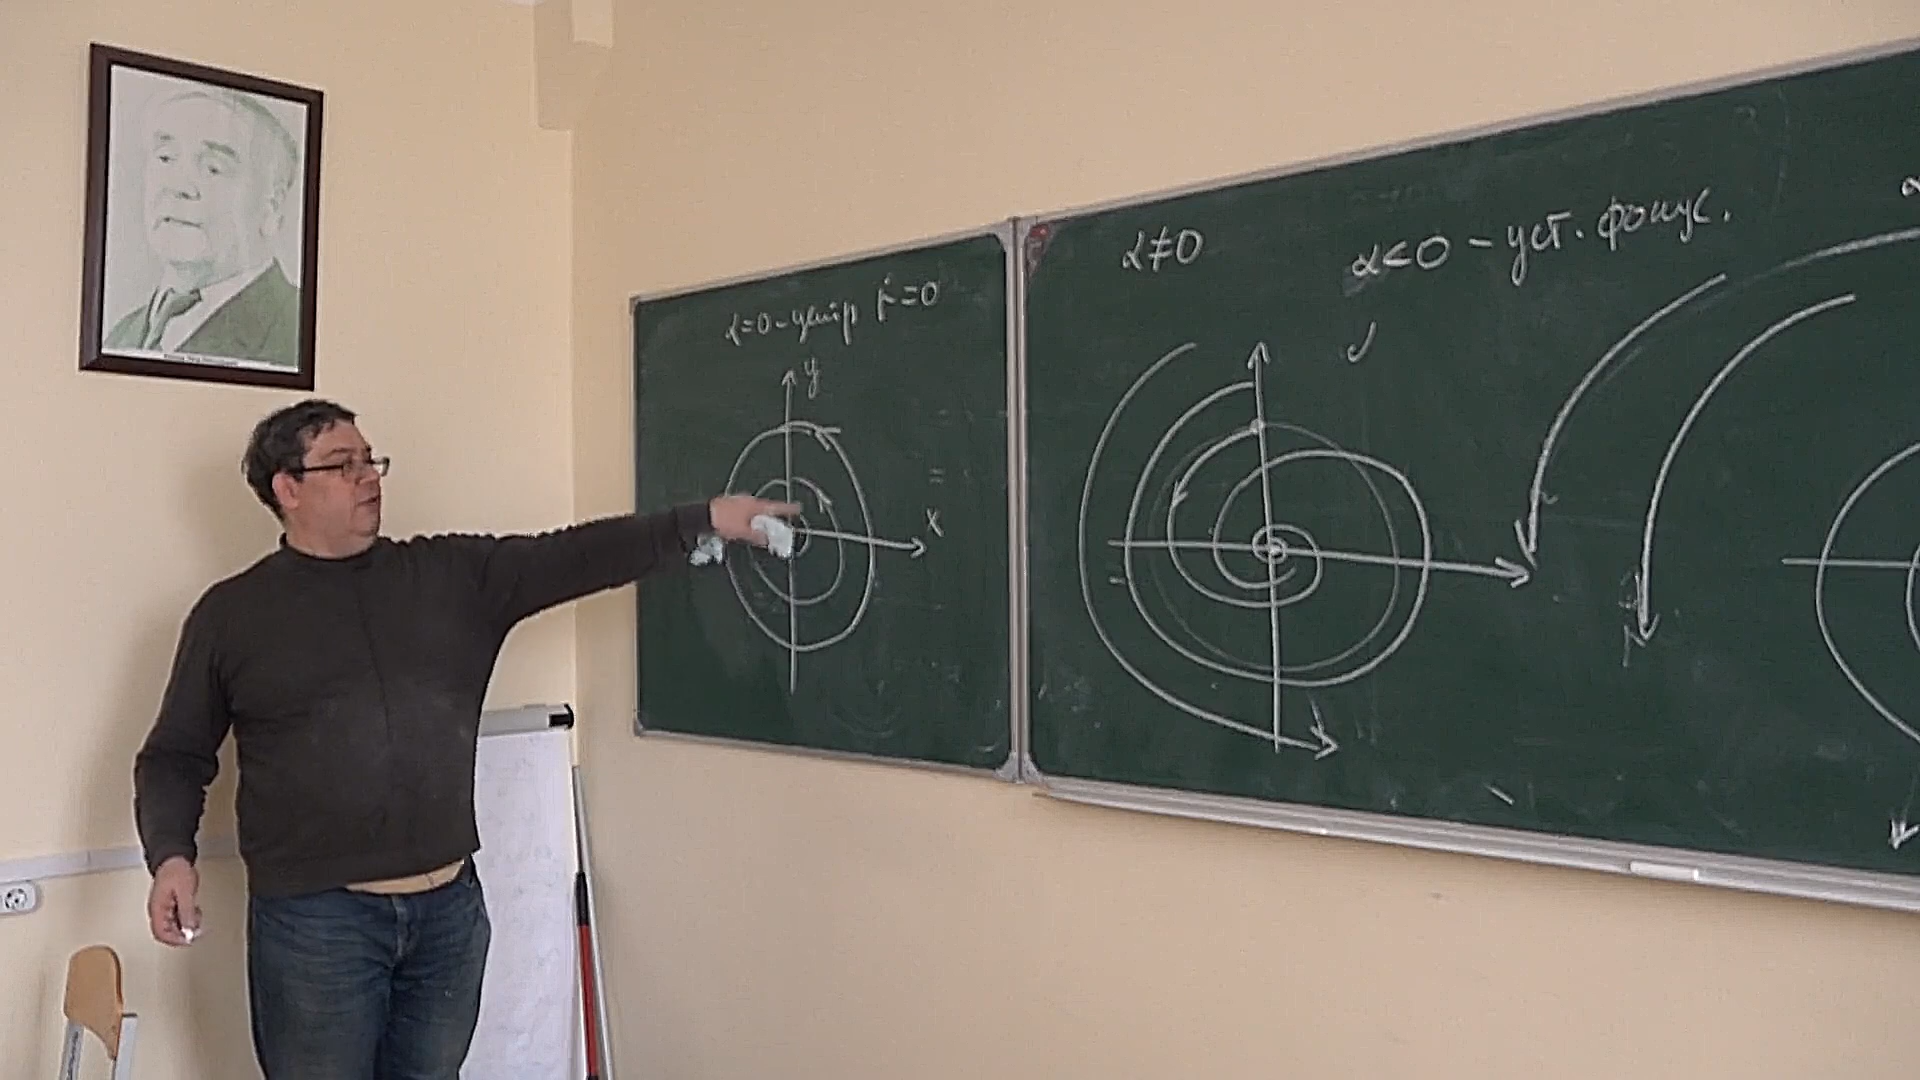 α=0-центр ṙ=0
y
x
α≠0
α<0 - уст. фокус.
α